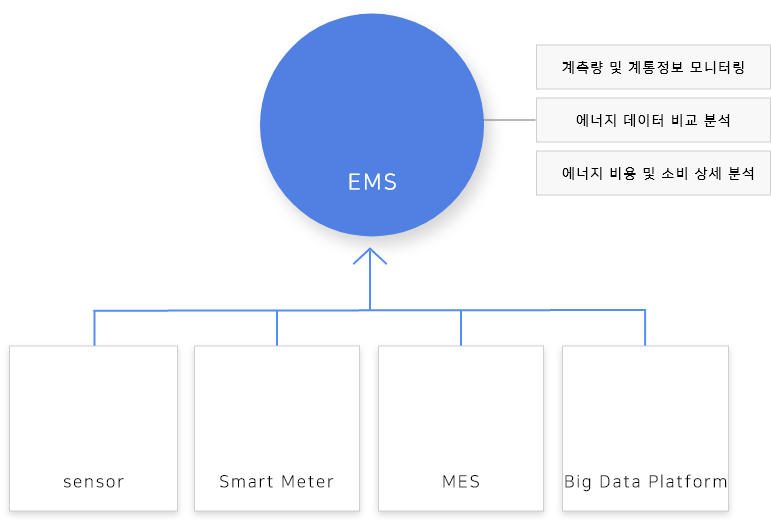 계측량 및 계통정보 모니터링
에너지 데이터 비교 분석
에너지 비용 및 소비 상세 분석
EMS
sensor
Smart Meter
MES
Big Data Platform